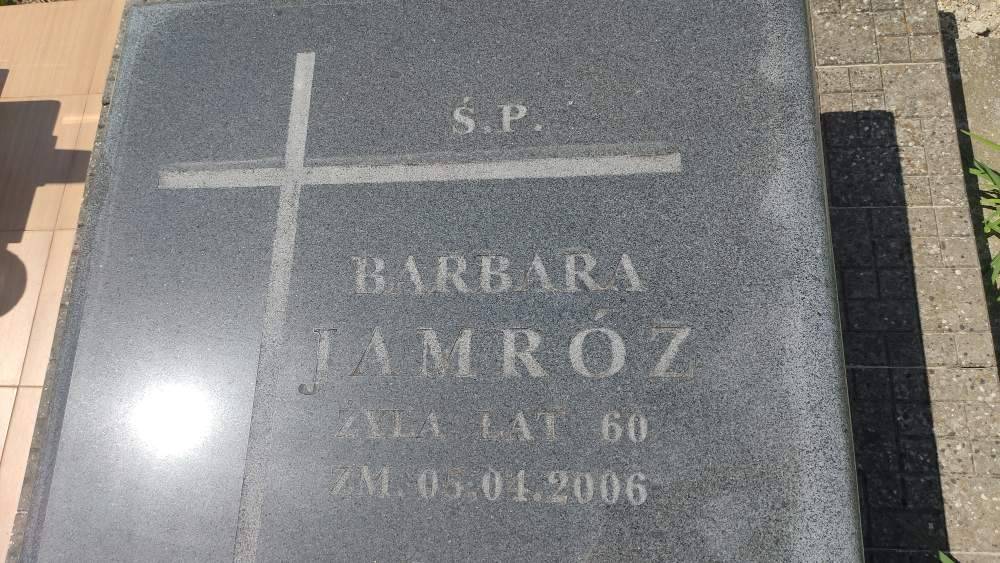 Ś.P.
BARBARA
JAMRÓZ
ŻYŁA LAT 60
ZM. 05.04.2006